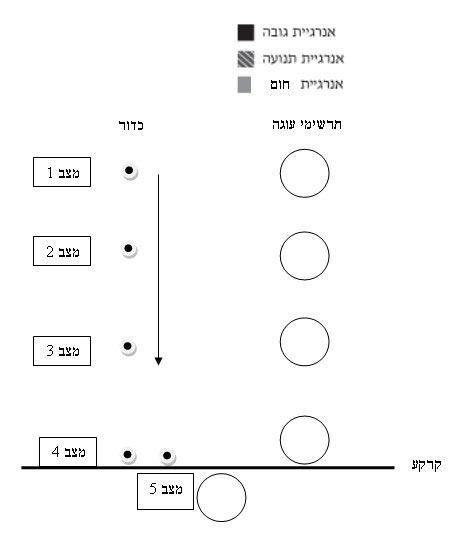 אנרגיית גובה
אנרגיית תנועה
אנרגיית חום
תרשימי עוגה
כדור
מצב 1
מצב 2
מצב 3
מצב 4
קרקע
מצב 5